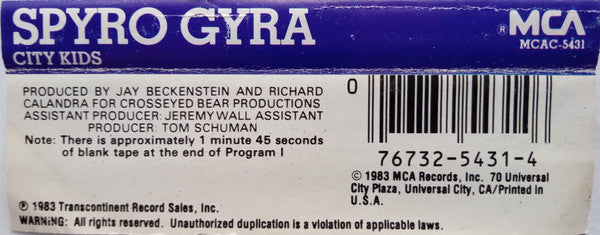 SPYRO GYRA
CITY KIDS
® MCA
MCAC-5431
PRODUCED BY JAY BECKENSTEIN AND RICHARD
CALANDRA FOR CROSSEYED BEAR PRODUCTIONS
ASSISTANT PRODUCER: JEREMY WALL ASSISTANT
PRODUCER: TOM SCHUMAN
Note: There is approximately 1 minute 45 seconds
of blank tape at the end of Program I
℗ 1983 Transcontinent Record Sales, Inc.
WARNING: All rights reserved. Unauthorized duplication is a violation of applicable laws.
0
76732-5431-4
© 1983 MCA Records, Inc. 70 Universal
City Plaza, Universal City, CA/Printed in
U.S.A.